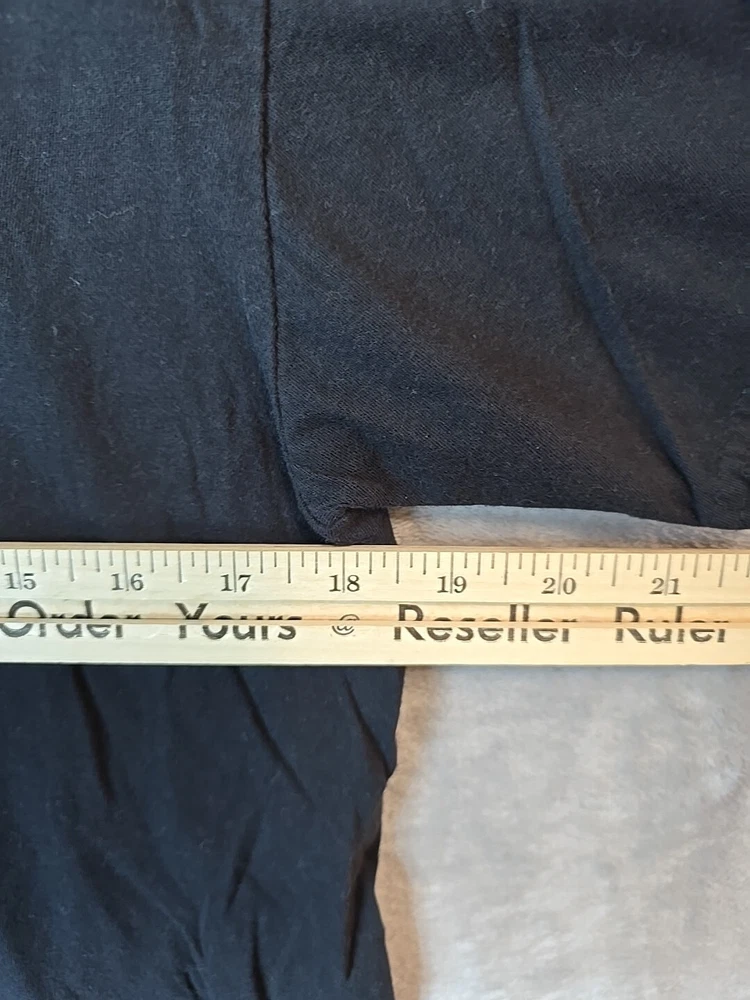 15 16 17 18 19 20 21
Order Yours @ Reseller Ruler